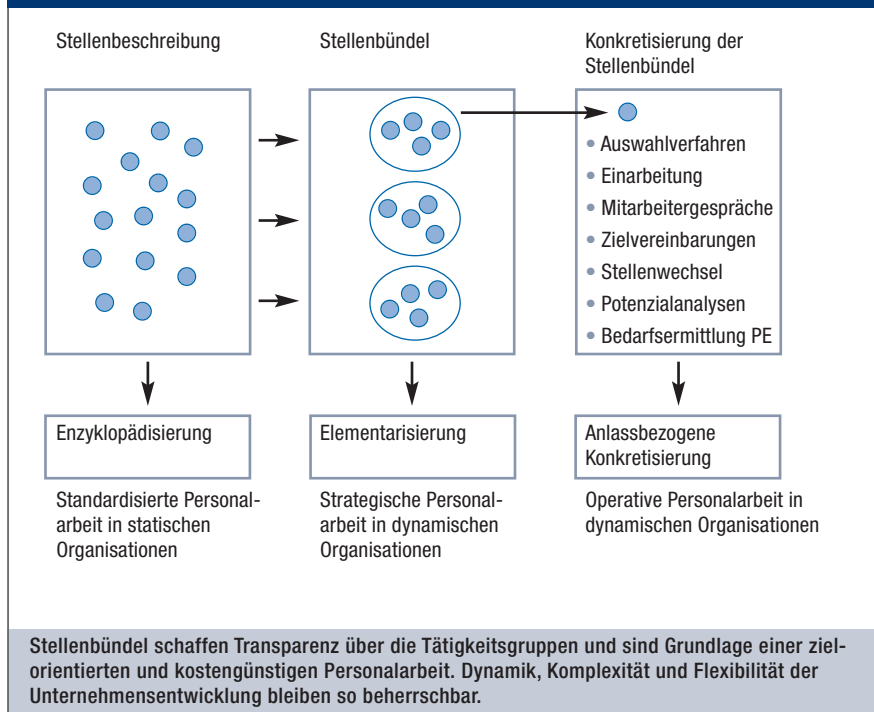 Stellenbeschreibung
Stellenbündel
Konkretisierung der
Stellenbündel
• Auswahlverfahren
• Einarbeitung
• Mitarbeitergespräche
• Zielvereinbarungen
• Stellenwechsel
• Potenzialanalysen
• Bedarfsermittlung PE
Enzyklopädisierung
Elementarisierung
Anlassbezogene
Konkretisierung
Standardisierte Personal-
arbeit in statischen
Organisationen
Strategische Personal-
arbeit in dynamischen
Organisationen
Operative Personalarbeit in
dynamischen Organisationen
Stellenbündel schaffen Transparenz über die Tätigkeitsgruppen und sind Grundlage einer ziel-
orientierten und kostengünstigen Personalarbeit. Dynamik, Komplexität und Flexibilität der
Unternehmensentwicklung bleiben so beherrschbar.